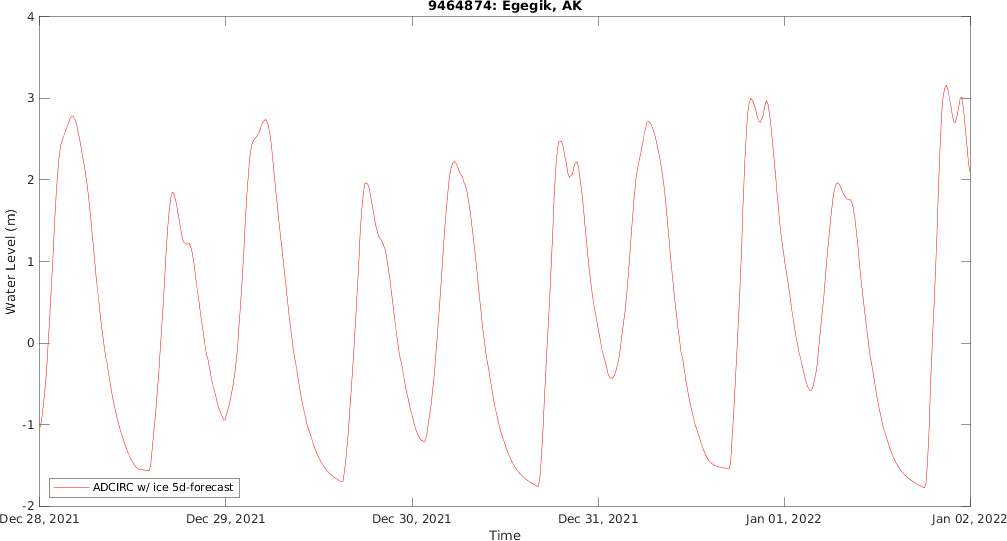 9464874: Egegik, AK
4
3
2
1
0
-1
-2
Water Level (m)
ADCIRC w/ ice 5d-forecast
Dec 28, 2021 Dec 29, 2021 Dec 30, 2021 Dec 31, 2021 Jan 01, 2022 Jan 02, 2022
Time